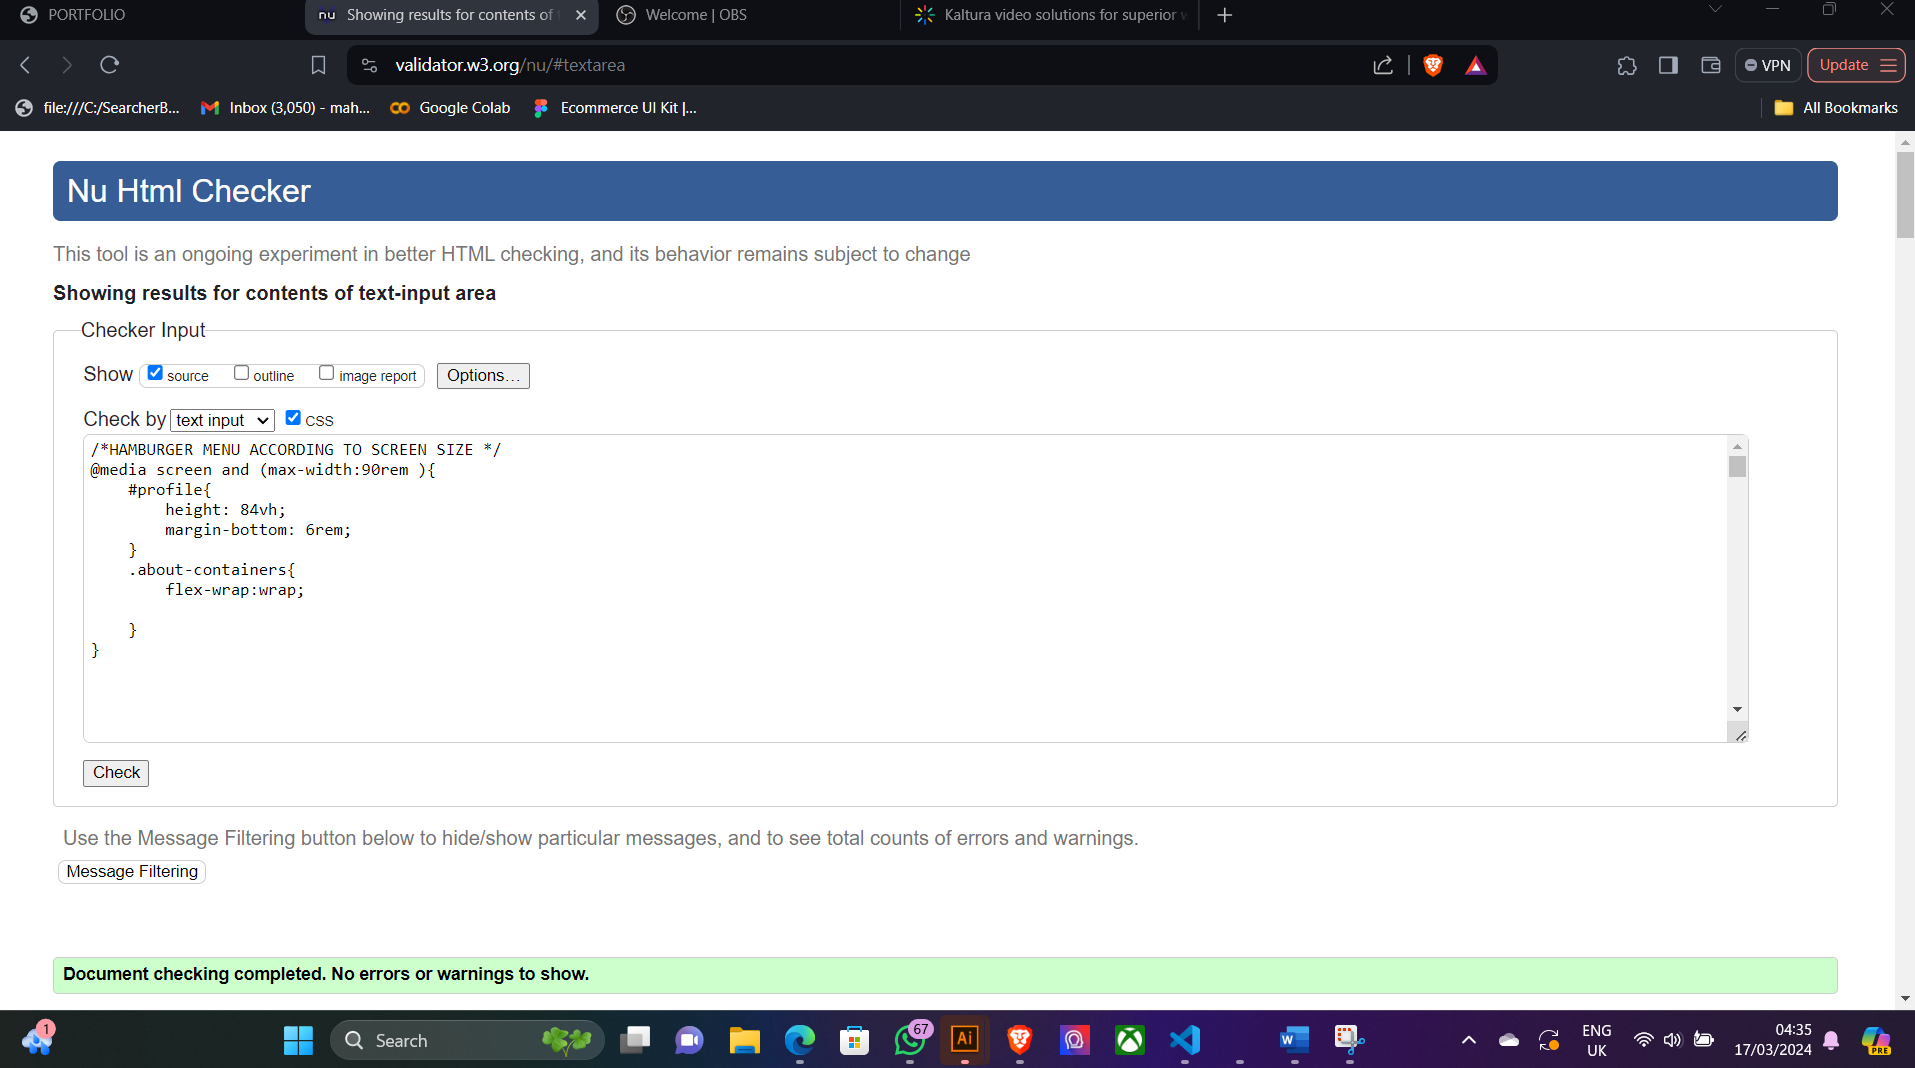 PORTFOLIO
nu Showing results for contents of
Welcome | OBS
Kaltura video solutions for superior
validator.w3.org/nu/#textarea
VPN
Update
file:///C:/SearcherB...
Inbox (3,050) - mah...
Google Colab
Ecommerce UI Kit |...
All Bookmarks
Nu Html Checker
This tool is an ongoing experiment in better HTML checking, and its behavior remains subject to change
Showing results for contents of text-input area
Checker Input
Show source outline image report Options...
Check by text input CSS
/*HAMBURGER MENU ACCORDING TO SCREEN SIZE */
@media screen and (max-width:90rem ){
#profile{
height: 84vh;
margin-bottom: 6rem;
}
.about-containers{
flex-wrap:wrap;
}
}
Check
Use the Message Filtering button below to hide/show particular messages, and to see total counts of errors and warnings.
Message Filtering
Document checking completed. No errors or warnings to show.
1
Search
67
Ai
W
ENG
UK
04:35
17/03/2024
PRE